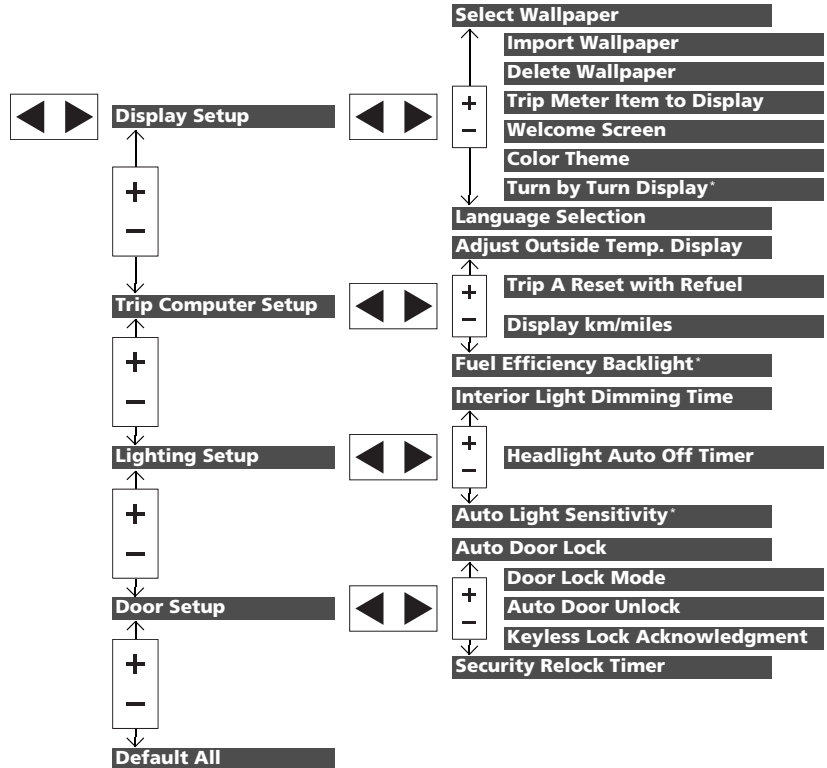 Select Wallpaper
Import Wallpaper
Delete Wallpaper
Display Setup
+
−
Trip Meter Item to Display
Welcome Screen
Color Theme
Turn by Turn Display*
Language Selection
+
−
Adjust Outside Temp. Display
Trip Computer Setup
+
−
Trip A Reset with Refuel
Display km/miles
Fuel Efficiency Backlight*
+
−
Interior Light Dimming Time
Lighting Setup
+
−
Headlight Auto Off Timer
Auto Light Sensitivity*
+
−
Auto Door Lock
Door Setup
+
−
Door Lock Mode
Auto Door Unlock
Keyless Lock Acknowledgment
Security Relock Timer
+
−
Default All